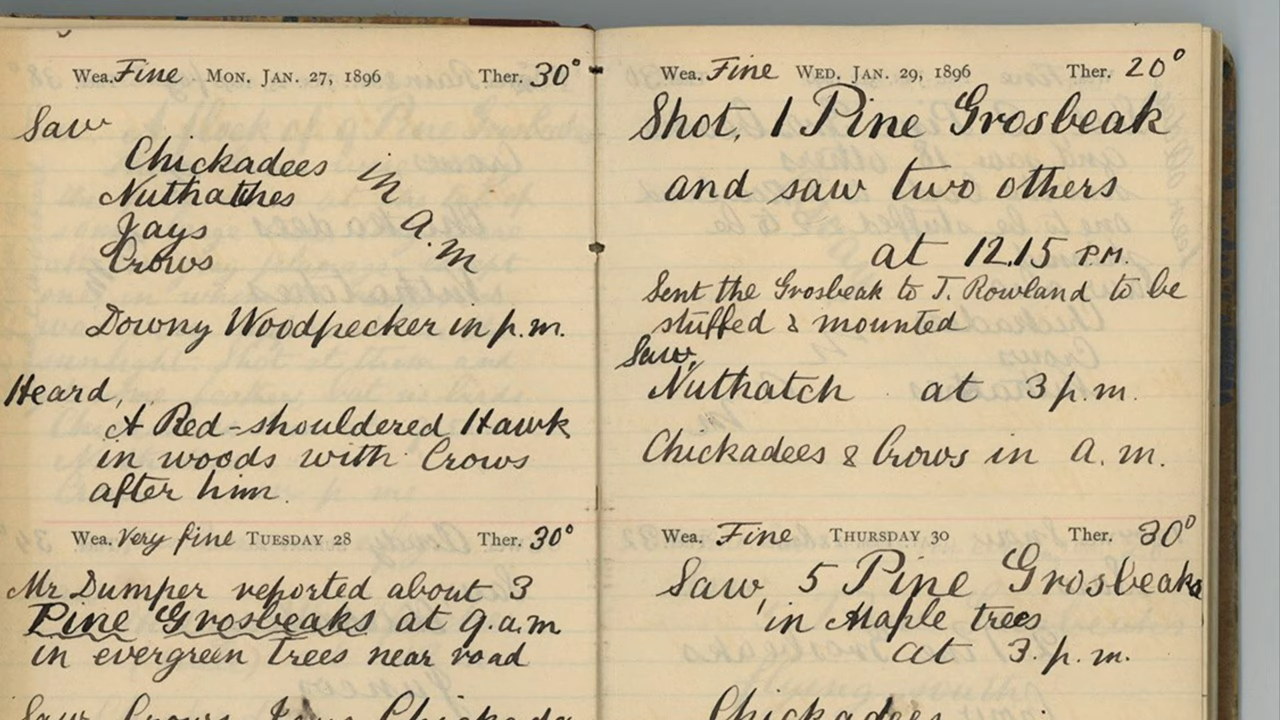 Wea. Fine MON. JAN. 27, 1896 Ther. 30°
Saw
Chickadees in
Nuthatches
Jays a.m
Crows
Downy Woodpecker in p.m.
Heard,
A Red-shouldered Hawk
in woods with Crows
after him.
Wea. Very fine TUESDAY 28 Ther. 30°
Mr Dumper reported about 3
Pine Grosbeaks at 9.a.m
in evergreen trees near road
Saw Crows Jays Chickade
Wea. Fine WED. JAN. 29, 1896 Ther. 20°
Shot, 1 Pine Grosbeak
and saw two others
at 12.15 P.M.
Sent the Grosbeak to T. Rowland to be
stuffed & mounted
Saw,
Nuthatch at 3 p.m.
Chickadees & Crows in a.m.
Wea. Fine THURSDAY 30 Ther. 30°
Saw, 5 Pine Grosbeaks
in Maple trees
at 3.p.m.
Chickadees